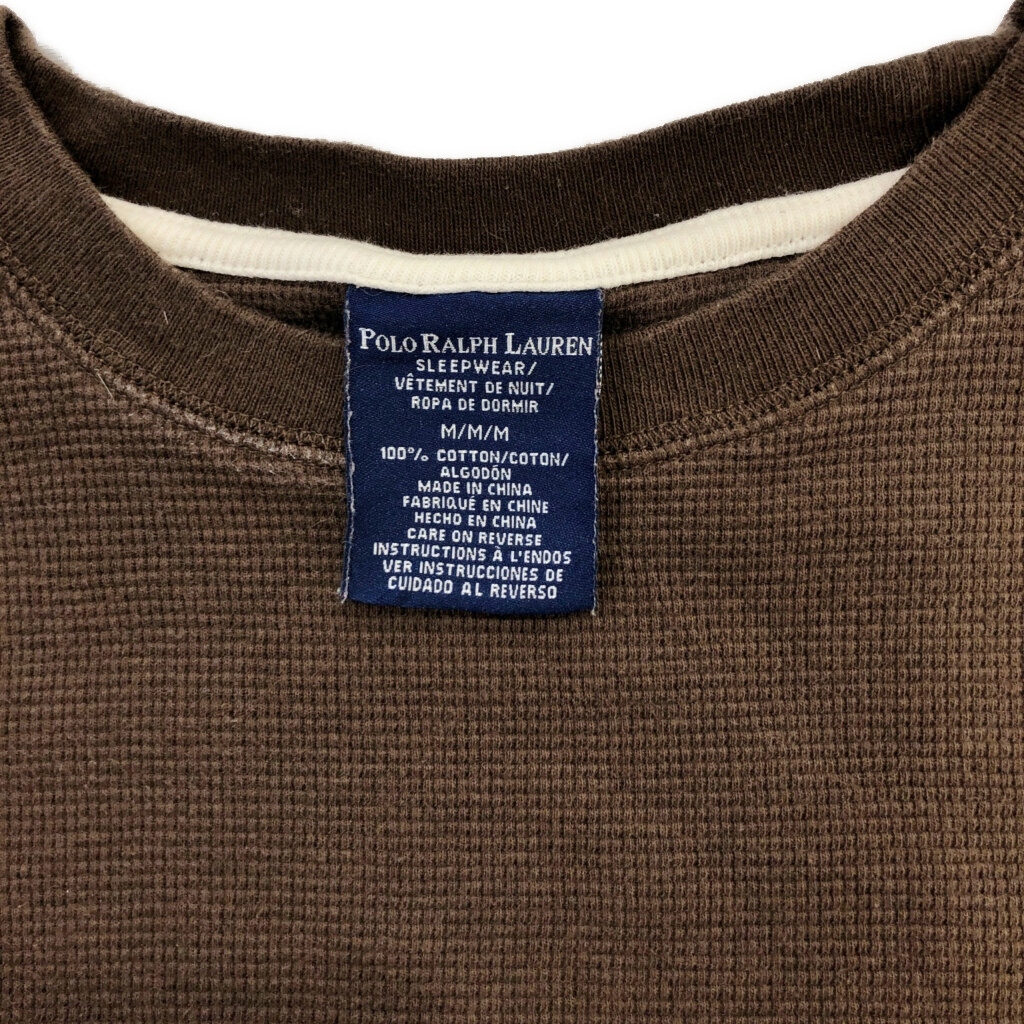 POLO RALPH LAUREN
SLEEPWEAR/
VÊTEMENT DE NUIT/
ROPA DE DORMIR
M/M/M
100% COTTON/COTON/
ALGODÓN
MADE IN CHINA
FABRIQUÉ EN CHINE
HECHO EN CHINA
CARE ON REVERSE
INSTRUCTIONS À L'ENDOS
VER INSTRUCCIONES DE
CUIDADO AL REVERSO